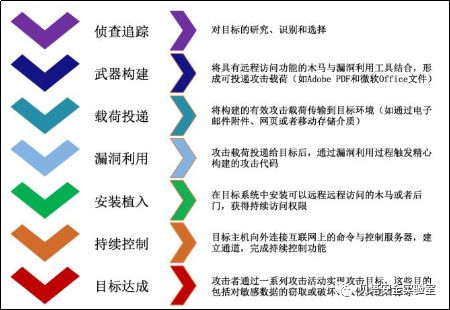 侦查追踪
对目标的研究、识别和选择
武器构建
将具有远程访问功能的木马与漏洞利用工具结合，形
成可投递攻击载荷（如Adobe PDF和微软Office文件）
载荷投递
将构建的有效攻击载荷传输到目标环境（如通过电子
邮件附件、网页或者移动存储介质）
漏洞利用
攻击载荷投递给目标后，通过漏洞利用过程触发精心
构建的攻击代码
安装植入
在目标系统中安装可以远程远程访问的木马或者后
门，获得持续访问权限
持续控制
目标主机向外连接互联网上的命令与控制服务器，建
立通道，完成持续控制功能
目标达成
攻击者通过一系列攻击活动实现攻击目标，这些目的
包括对敏感数据的窃取或破坏
安全实验室